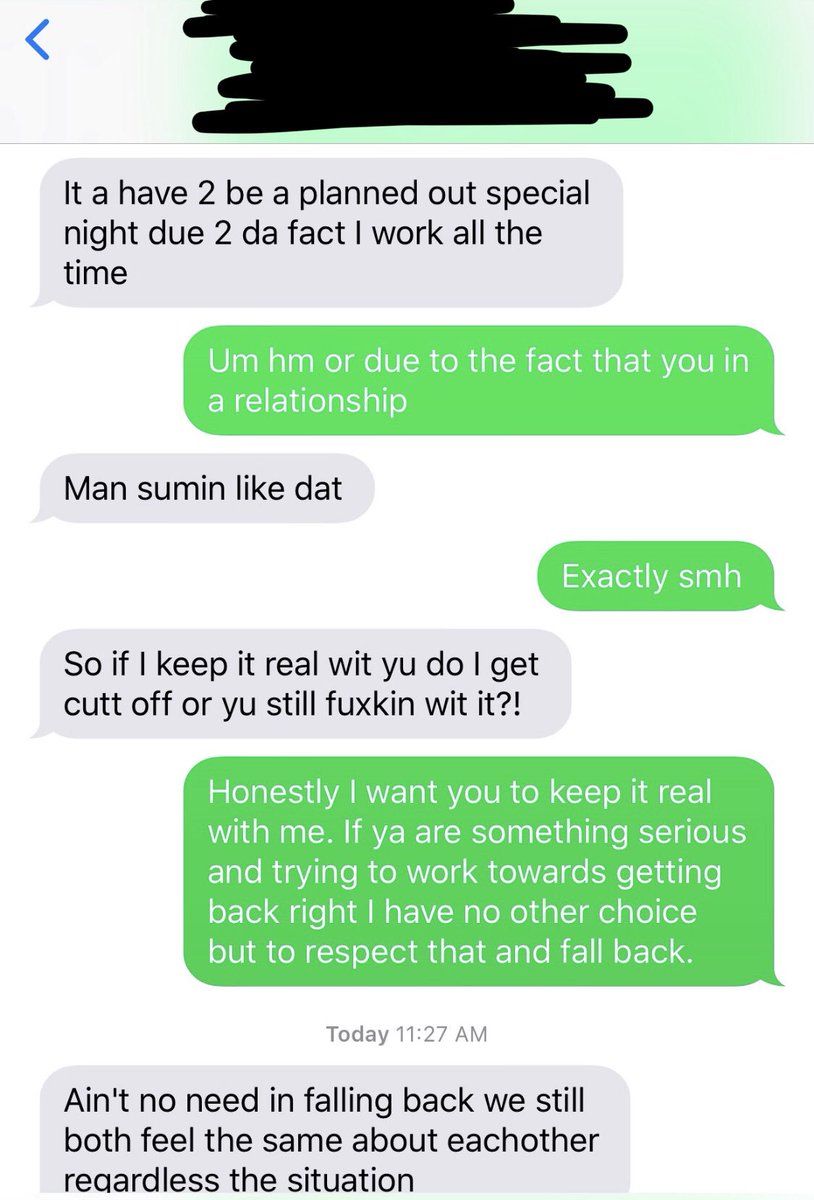 It a have 2 be a planned out special
night due 2 da fact I work all the
time
Um hm or due to the fact that you in
a relationship
Man sumin like dat
Exactly smh
So if I keep it real wit yu do I get
cutt off or yu still fuxkin wit it?!
Honestly I want you to keep it real
with me. If ya are something serious
and trying to work towards getting
back right I have no other choice
but to respect that and fall back.
Today 11:27 AM
Ain't no need in falling back we still
both feel the same about eachother
regardless the situation